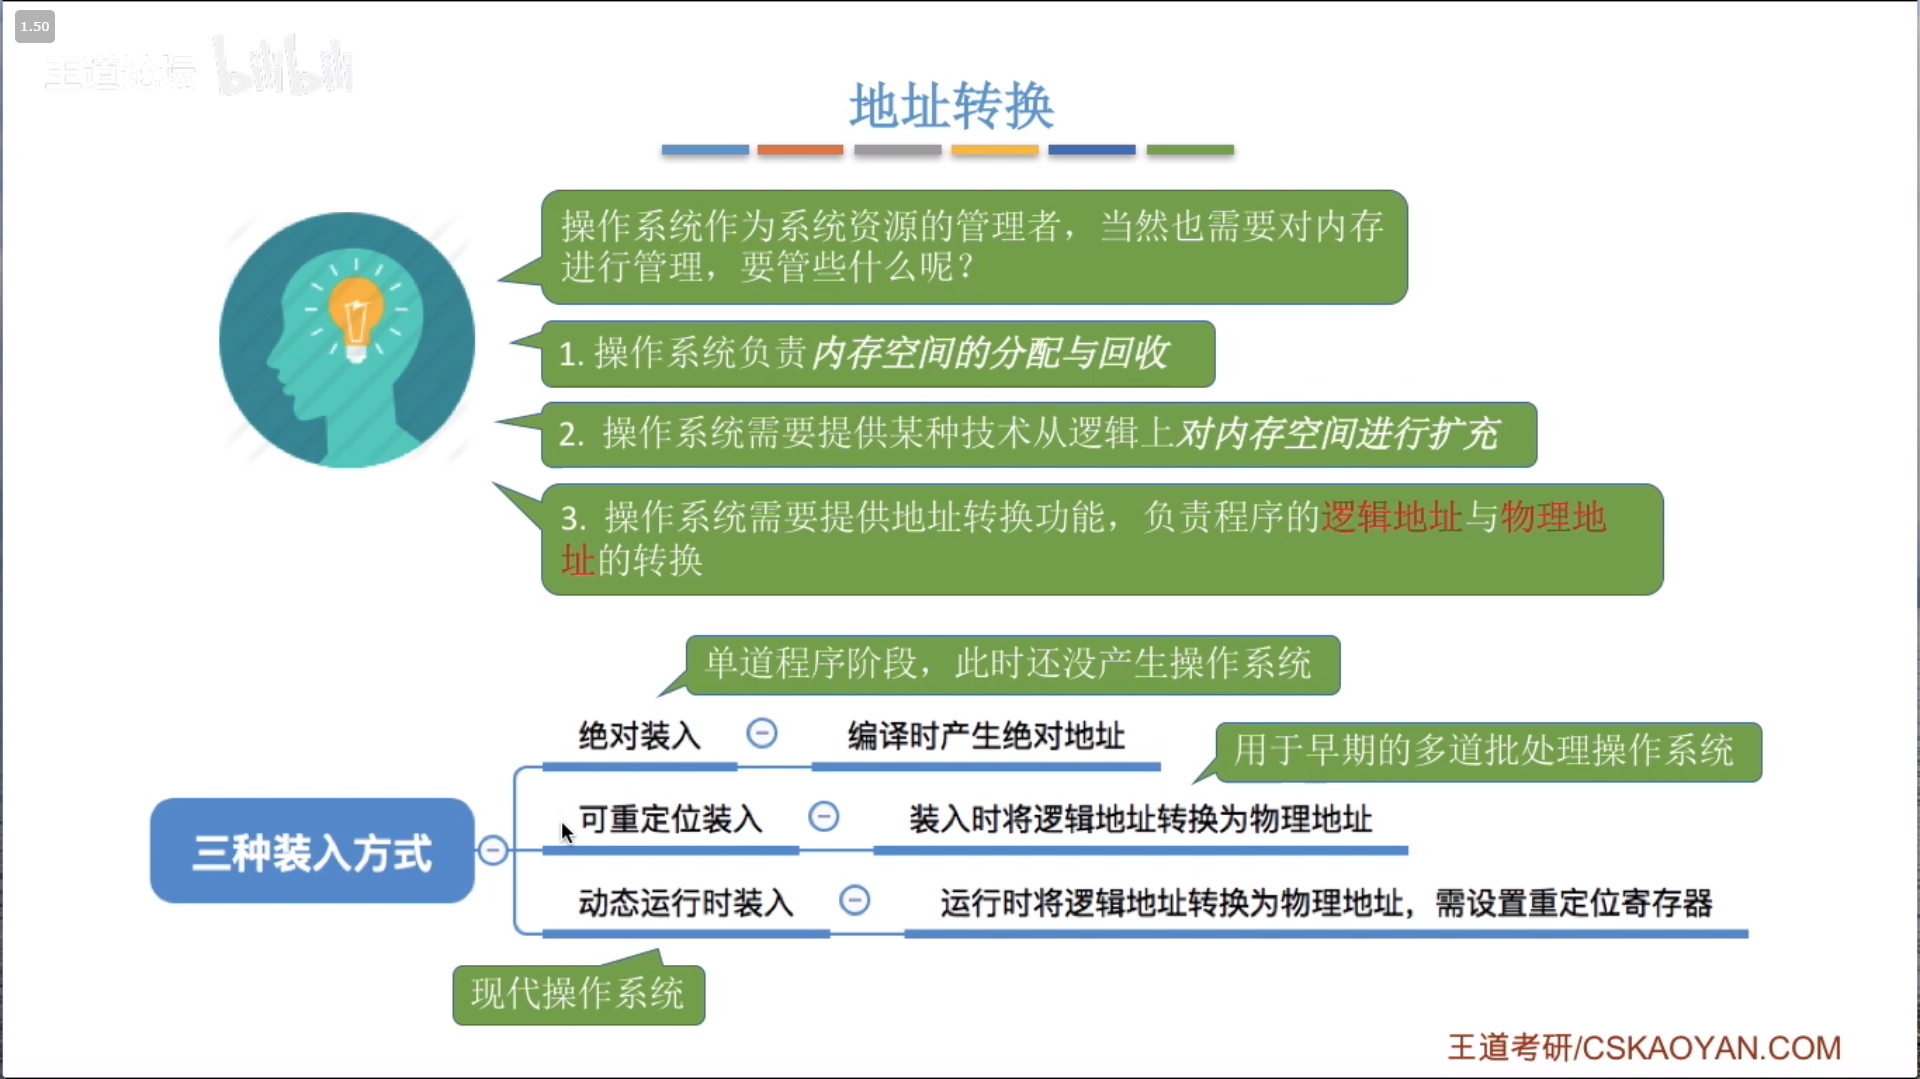 1.50
王道论坛 bilibili
地址转换
操作系统作为系统资源的管理者，当然也需要对内存
进行管理，要管些什么呢？
1. 操作系统负责内存空间的分配与回收
2. 操作系统需要提供某种技术从逻辑上对内存空间进行扩充
3. 操作系统需要提供地址转换功能，负责程序的逻辑地址与物理地
址的转换
单道程序阶段，此时还没产生操作系统
绝对装入
编译时产生绝对地址
用于早期的多道批处理操作系统
三种装入方式
可重定位装入
装入时将逻辑地址转换为物理地址
动态运行时装入
运行时将逻辑地址转换为物理地址，需设置重定位寄存器
现代操作系统
王道考研/CSKAOYAN.COM